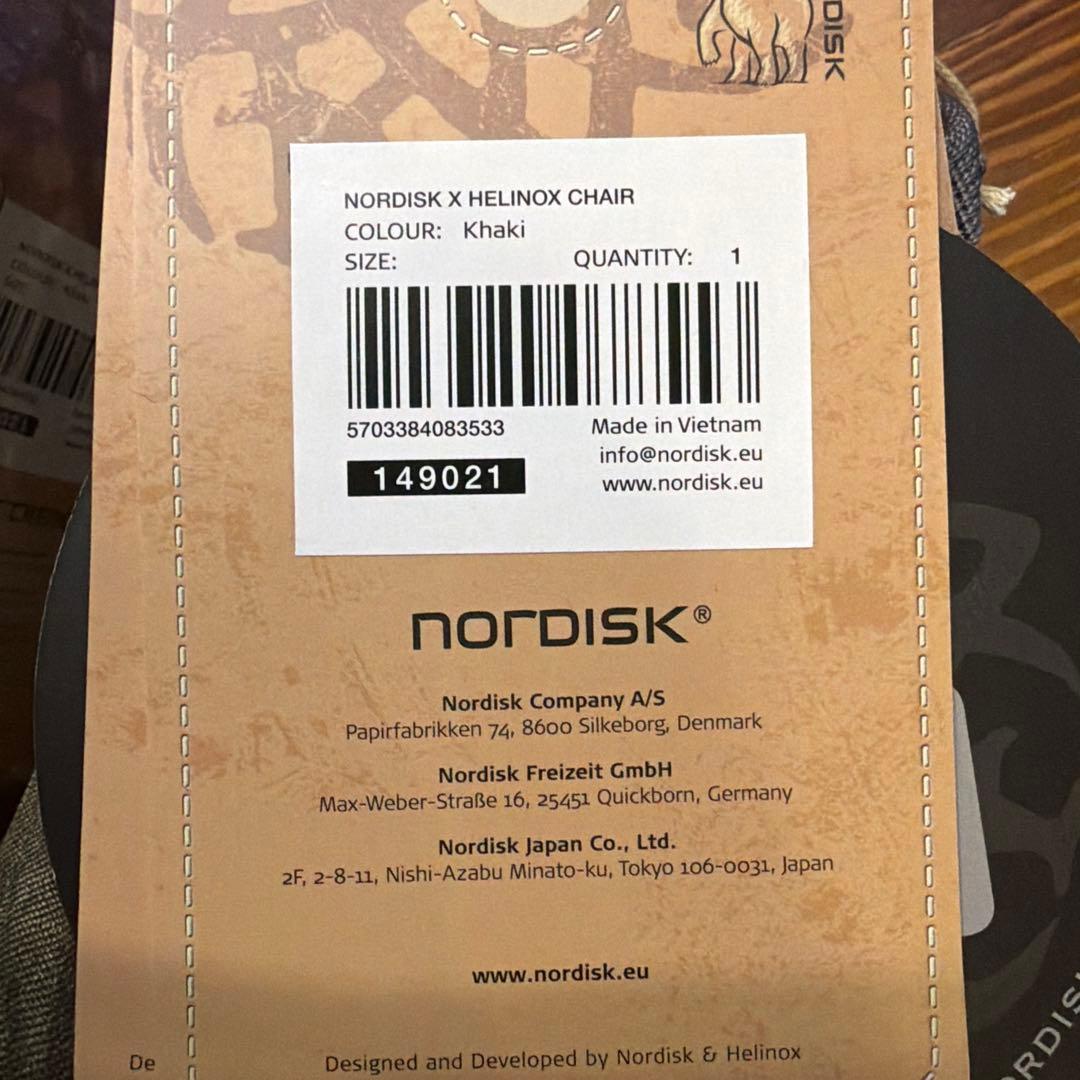 DISK
NORDISK X HELINOX CHAIR
COLOUR: Khaki
SIZE: QUANTITY: 1
5703384083533 Made in Vietnam
info@nordisk.eu
149021 www.nordisk.eu
norDISK®
Nordisk Company A/S
Papirfabrikken 74, 8600 Silkeborg, Denmark
Nordisk Freizeit GmbH
Max-Weber-Straße 16, 25451 Quickborn, Germany
Nordisk Japan Co., Ltd.
2F, 2-8-11, Nishi-Azabu Minato-ku, Tokyo 106-0031, Japan
www.nordisk.eu
De
Designed and Developed by Nordisk & Helinox
RDIS